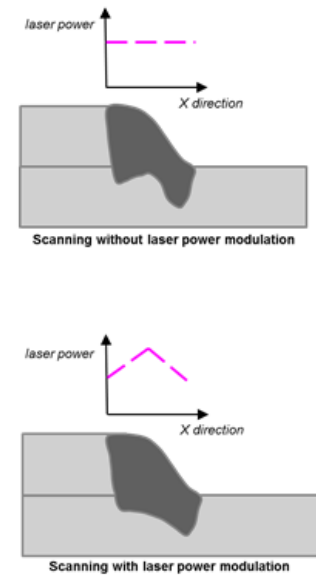 laser power
X direction
Scanning without laser power modulation
laser power
X direction
Scanning with laser power modulation